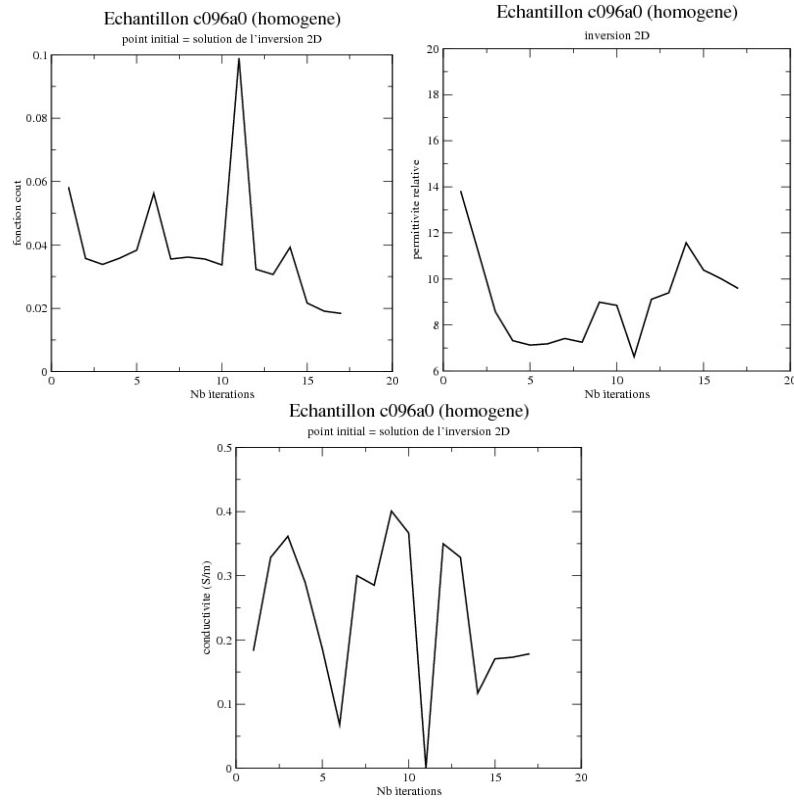 Echantillon c096a0 (homogene)
point initial = solution de l'inversion 2D
0.1
0.08
0.06
0.04
0.02
0
fonction cout
0 5 10 15 20
Nb iterations
Echantillon c096a0 (homogene)
inversion 2D
20
18
16
14
12
10
8
6
permittivite relative
0 5 10 15 20
Nb iterations
Echantillon c096a0 (homogene)
point initial = solution de l'inversion 2D
0.5
0.4
0.3
0.2
0.1
0
conductivite (S/m)
0 5 10 15 20
Nb iterations